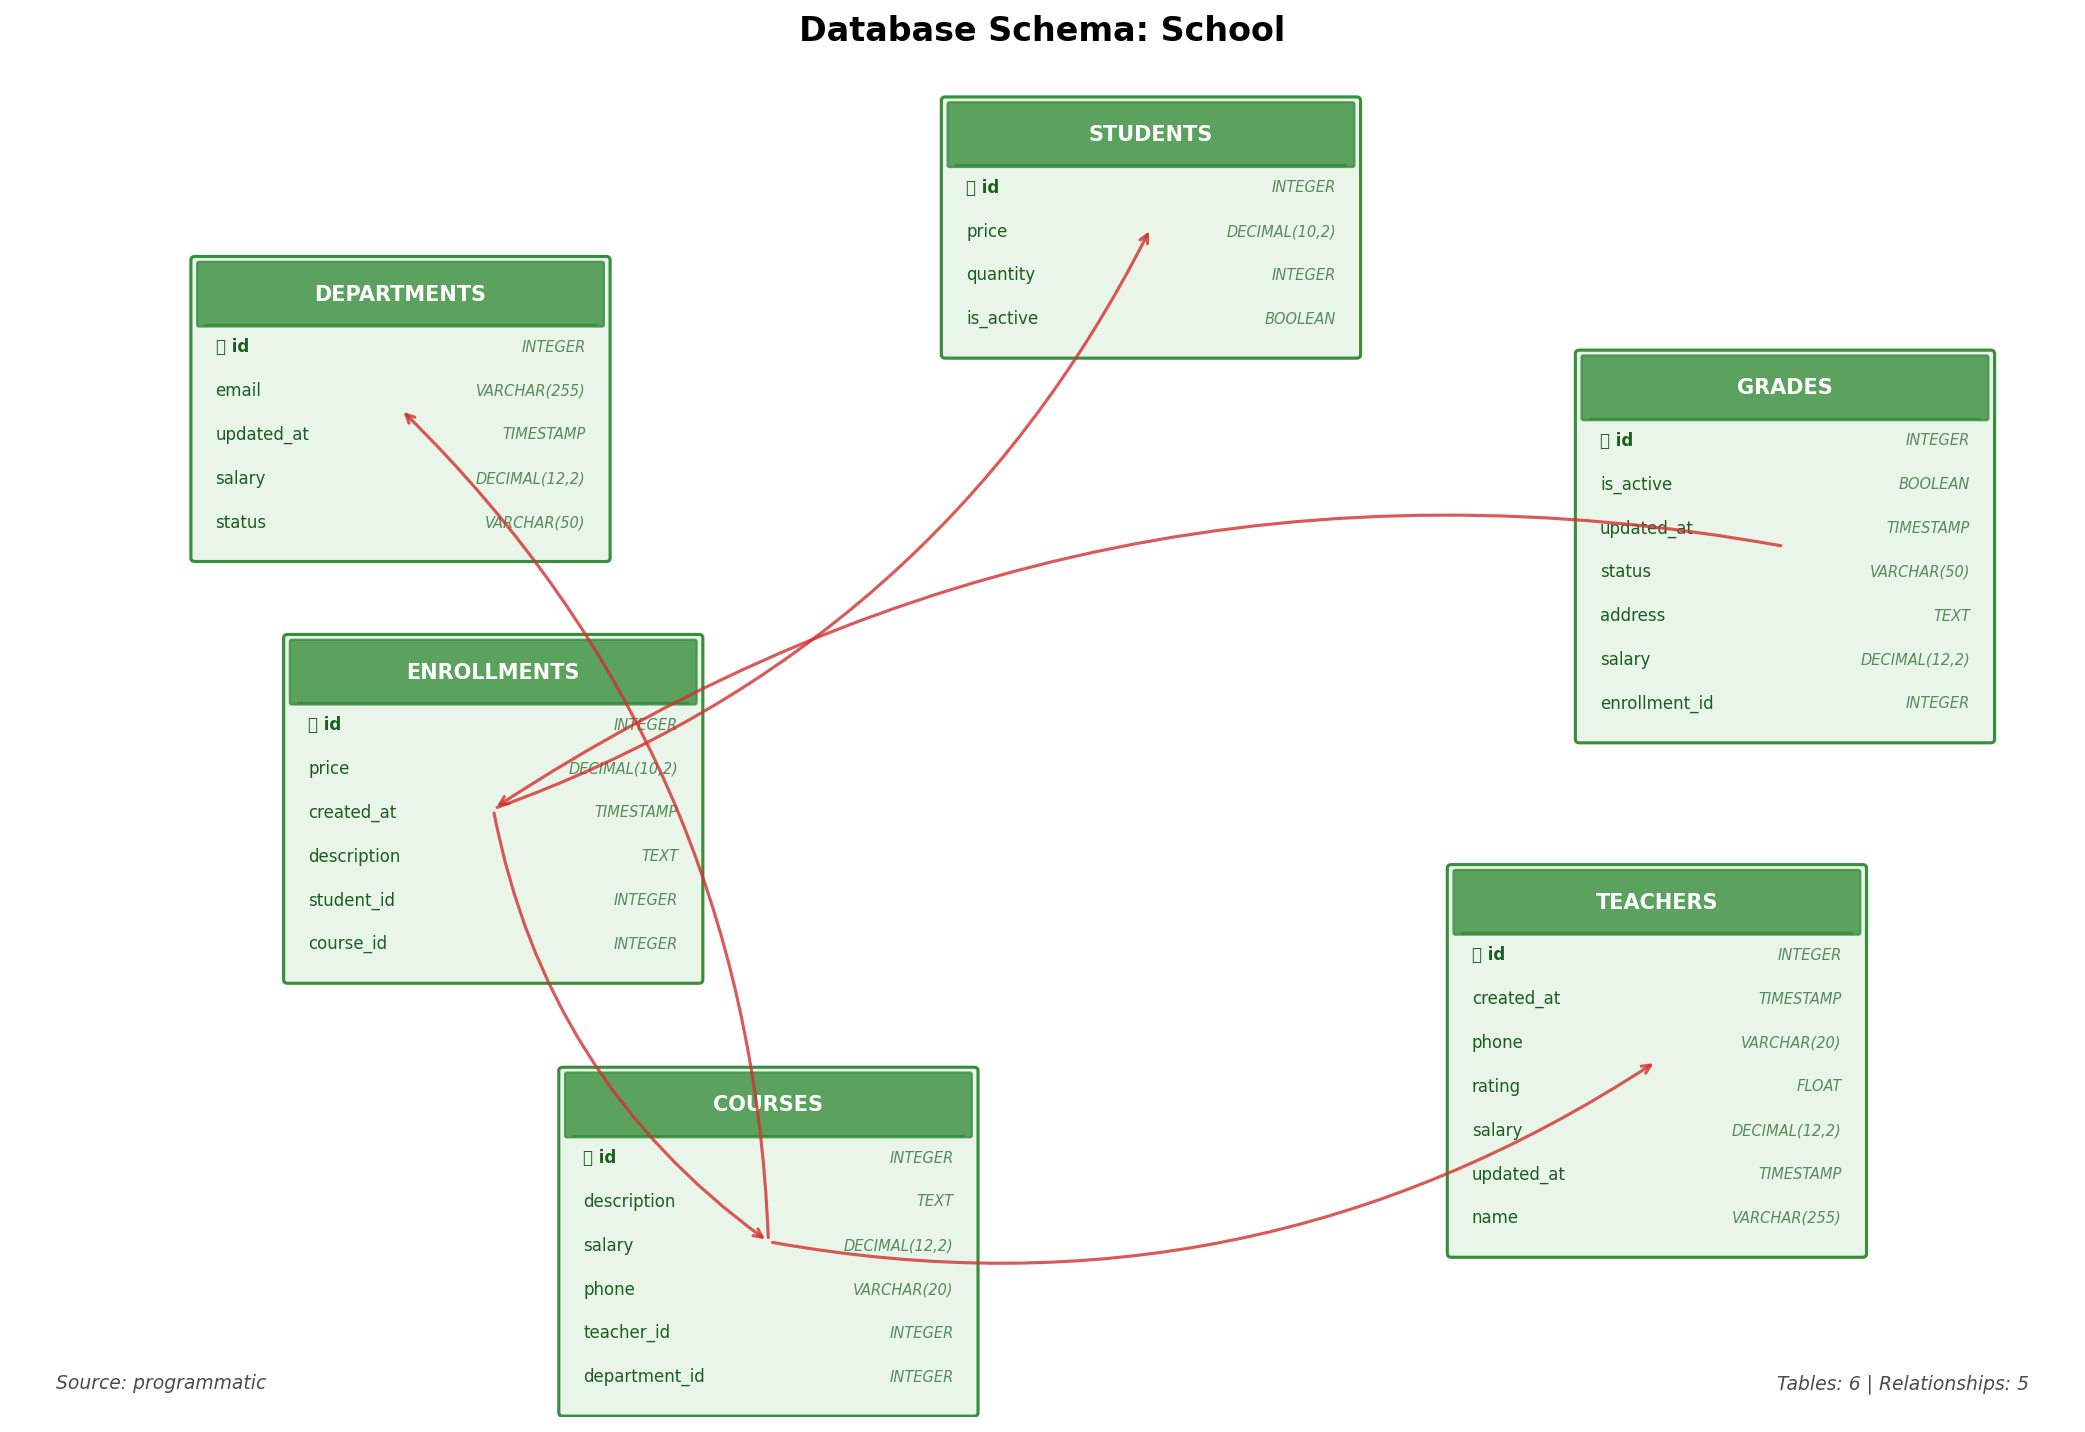 Database Schema: School
STUDENTS
id INTEGER
price DECIMAL(10,2)
quantity INTEGER
is_active BOOLEAN
DEPARTMENTS
id INTEGER
email VARCHAR(255)
updated_at TIMESTAMP
salary DECIMAL(12,2)
status VARCHAR(50)
GRADES
id INTEGER
is_active BOOLEAN
updated_at TIMESTAMP
status VARCHAR(50)
address TEXT
salary DECIMAL(12,2)
enrollment_id INTEGER
ENROLLMENTS
id INTEGER
price DECIMAL(10,2)
created_at TIMESTAMP
description TEXT
student_id INTEGER
course_id INTEGER
TEACHERS
id INTEGER
created_at TIMESTAMP
phone VARCHAR(20)
rating FLOAT
salary DECIMAL(12,2)
updated_at TIMESTAMP
name VARCHAR(255)
COURSES
id INTEGER
description TEXT
salary DECIMAL(12,2)
phone VARCHAR(20)
teacher_id INTEGER
department_id INTEGER
Source: programmatic
Tables: 6 | Relationships: 5